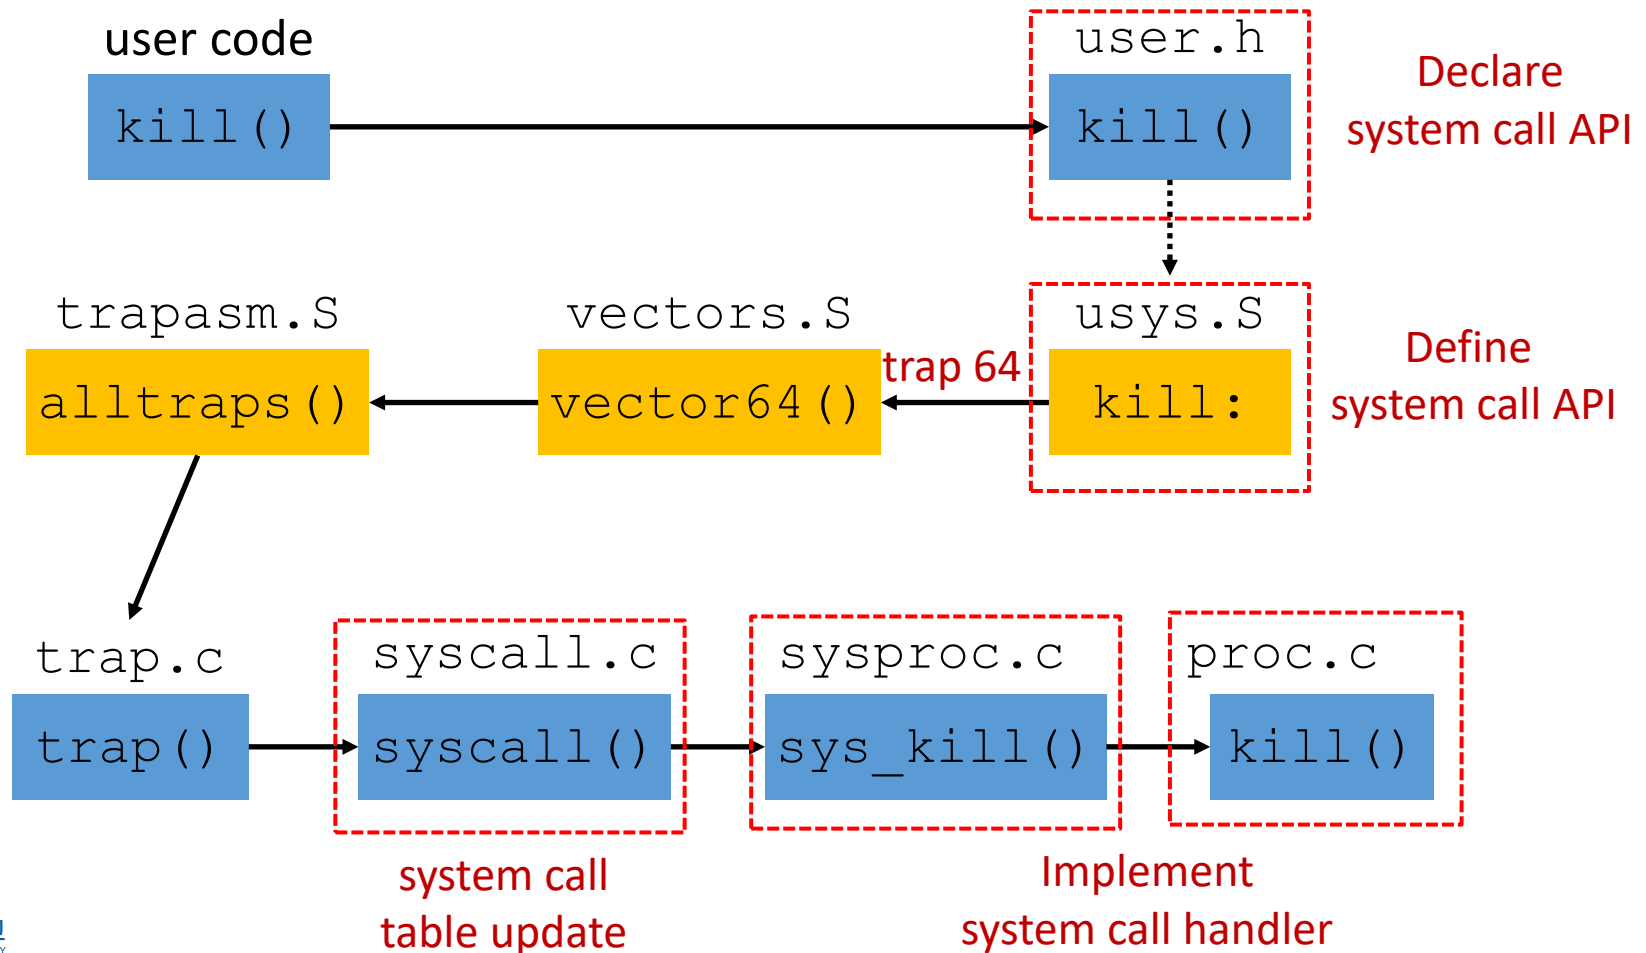 user code
user.h
kill()
kill()
Declare
system call API
trapasm.S
vectors.S
usys.S
alltraps()
vector64()
trap 64
kill:
Define
system call API
trap.c
syscall.c
sysproc.c
proc.c
trap()
syscall()
sys_kill()
kill()
system call
table update
Implement
system call handler